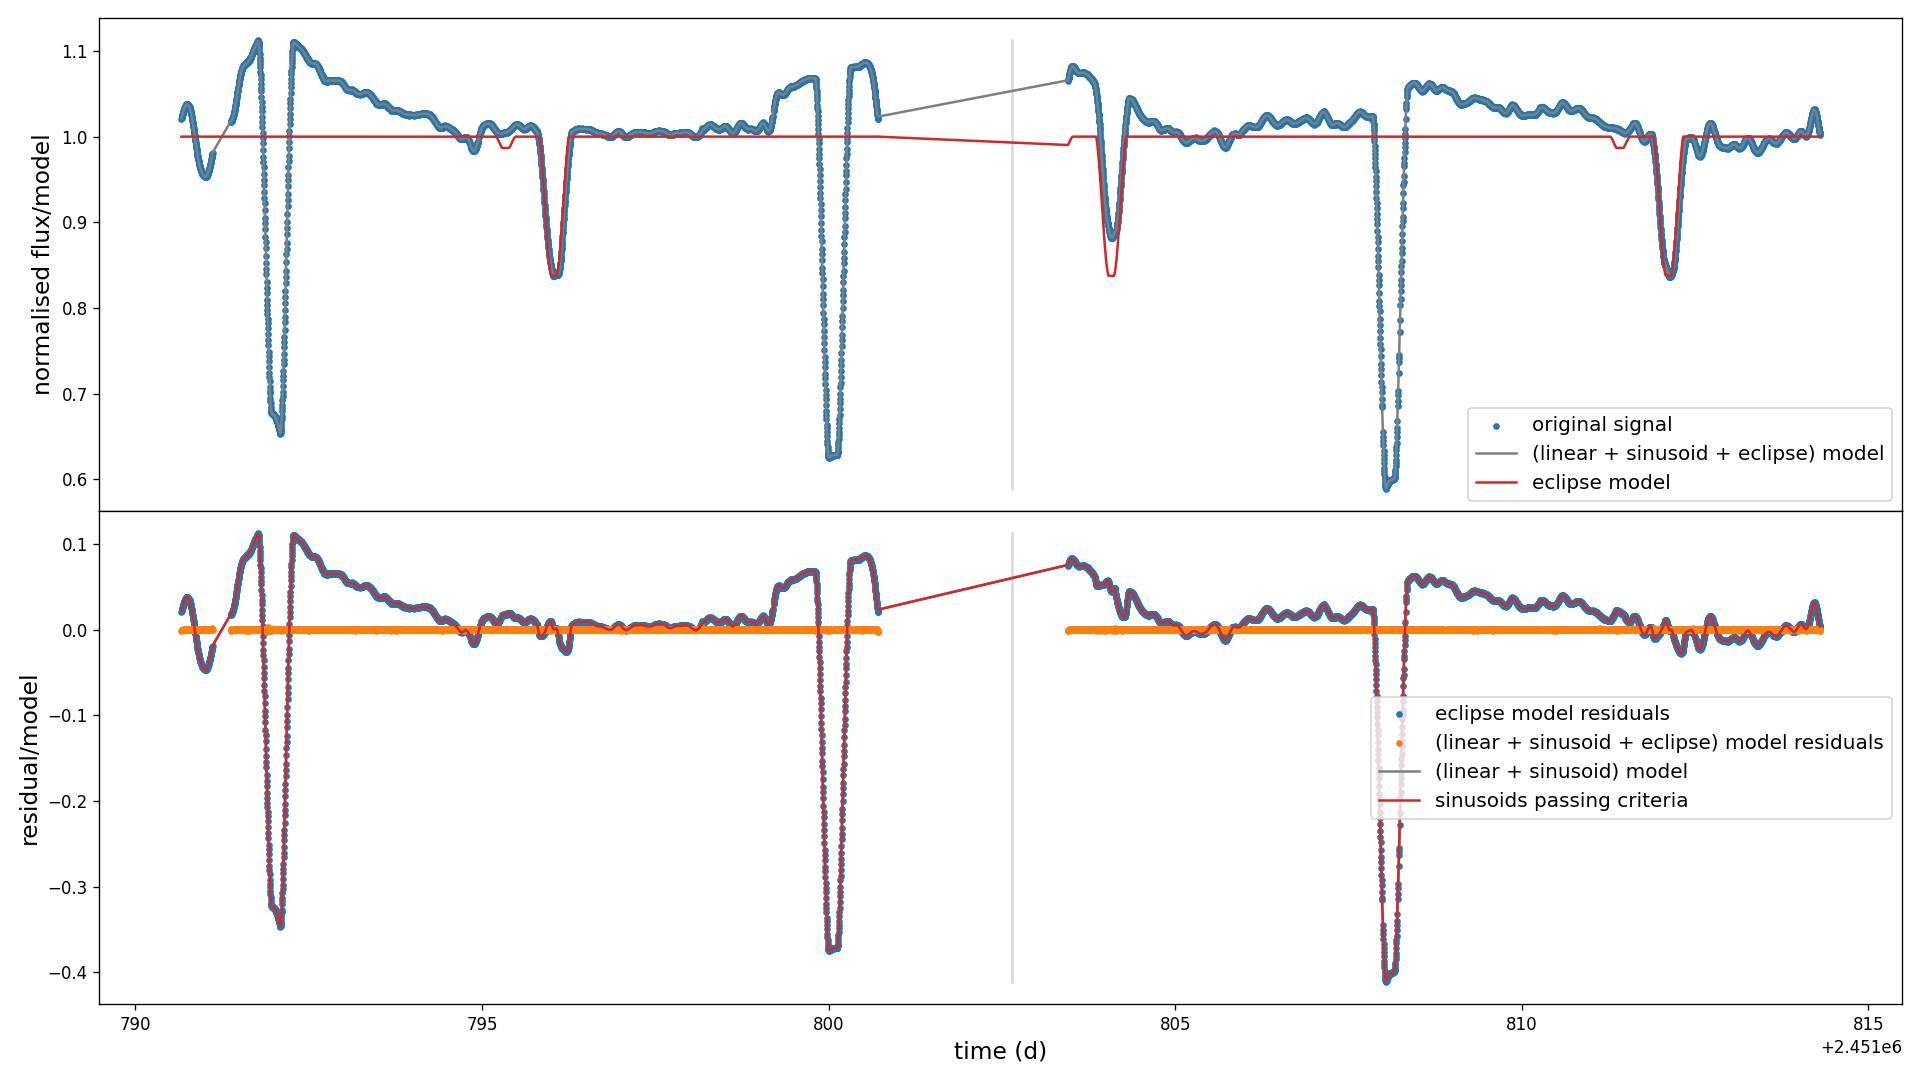 normalised flux/model
1.1
1.0
0.9
0.8
0.7
0.6
original signal
(linear + sinusoid + eclipse) model
eclipse model
residual/model
0.1
0.0
−0.1
−0.2
−0.3
−0.4
eclipse model residuals
(linear + sinusoid + eclipse) model residuals
(linear + sinusoid) model
sinusoids passing criteria
790 795 800 805 810 815
time (d)
+2.451e6